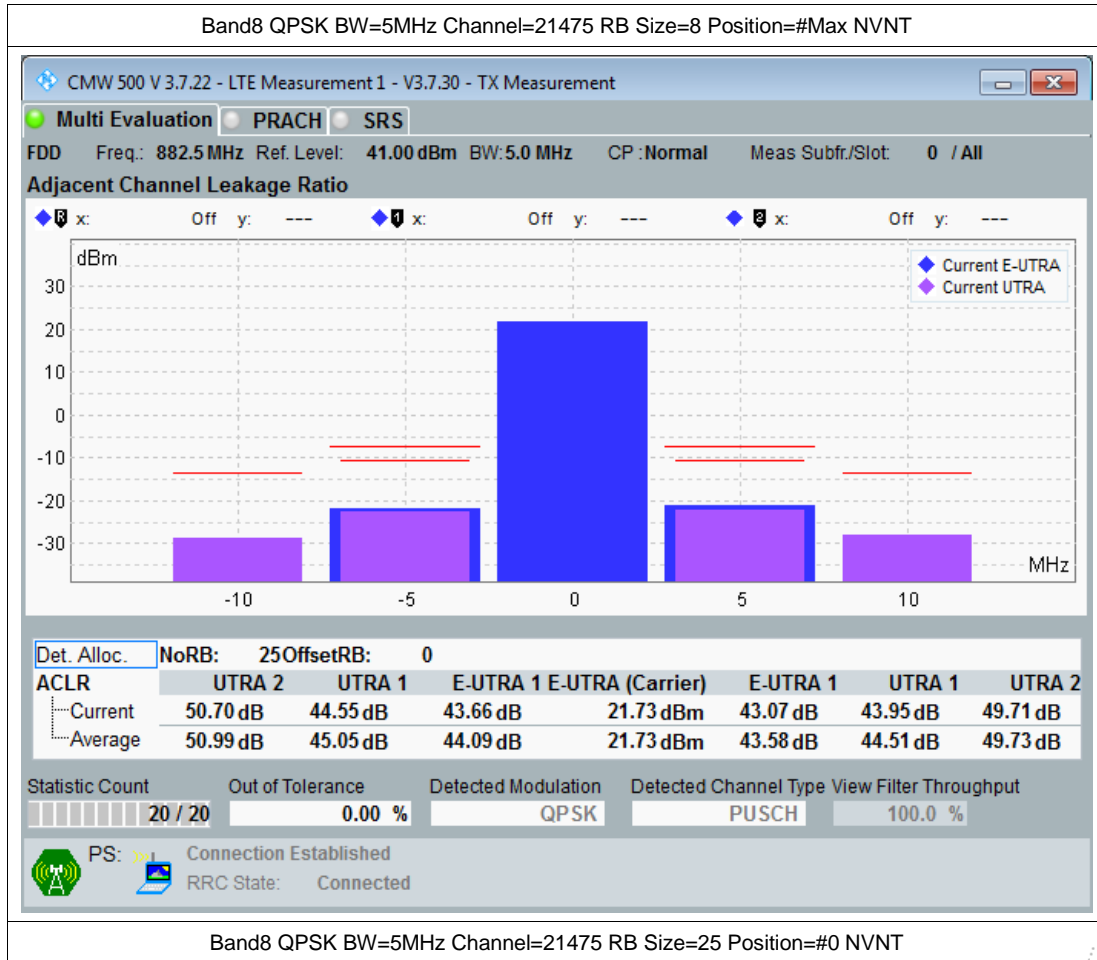 Band8 QPSK BW=5MHz Channel=21475 RB Size=8 Position=#Max NVNT
CMW 500 V 3.7.22 - LTE Measurement 1 - V3.7.30 - TX Measurement
Multi Evaluation PRACH SRS
FDD Freq.: 882.5 MHz Ref. Level: 41.00 dBm BW: 5.0 MHz CP : Normal Meas Subfr./Slot: 0 / All
Adjacent Channel Leakage Ratio
R x: Off y: --- 1 x: Off y: --- 2 x: Off y: ---
dBm
Current E-UTRA
Current UTRA
30
20
10
0
-10
-20
-30
MHz
-10 -5 0 5 10
Det. Alloc. NoRB: 25 OffsetRB: 0
ACLR UTRA 2 UTRA 1 E-UTRA 1 E-UTRA (Carrier) E-UTRA 1 UTRA 1 UTRA 2
Current 50.70 dB 44.55 dB 43.66 dB 21.73 dBm 43.07 dB 43.95 dB 49.71 dB
Average 50.99 dB 45.05 dB 44.09 dB 21.73 dBm 43.58 dB 44.51 dB 49.73 dB
Statistic Count Out of Tolerance Detected Modulation Detected Channel Type View Filter Throughput
20 / 20 0.00 % QPSK PUSCH 100.0 %
PS: Connection Established
RRC State: Connected
Band8 QPSK BW=5MHz Channel=21475 RB Size=25 Position=#0 NVNT